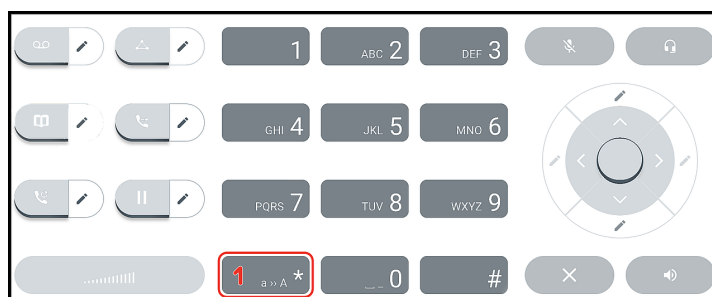 1 ABC 2 DEF 3
GHI 4 JKL 5 MNO 6
PQRS 7 TUV 8 WXYZ 9
1 a ›› A * _ _ 0 #